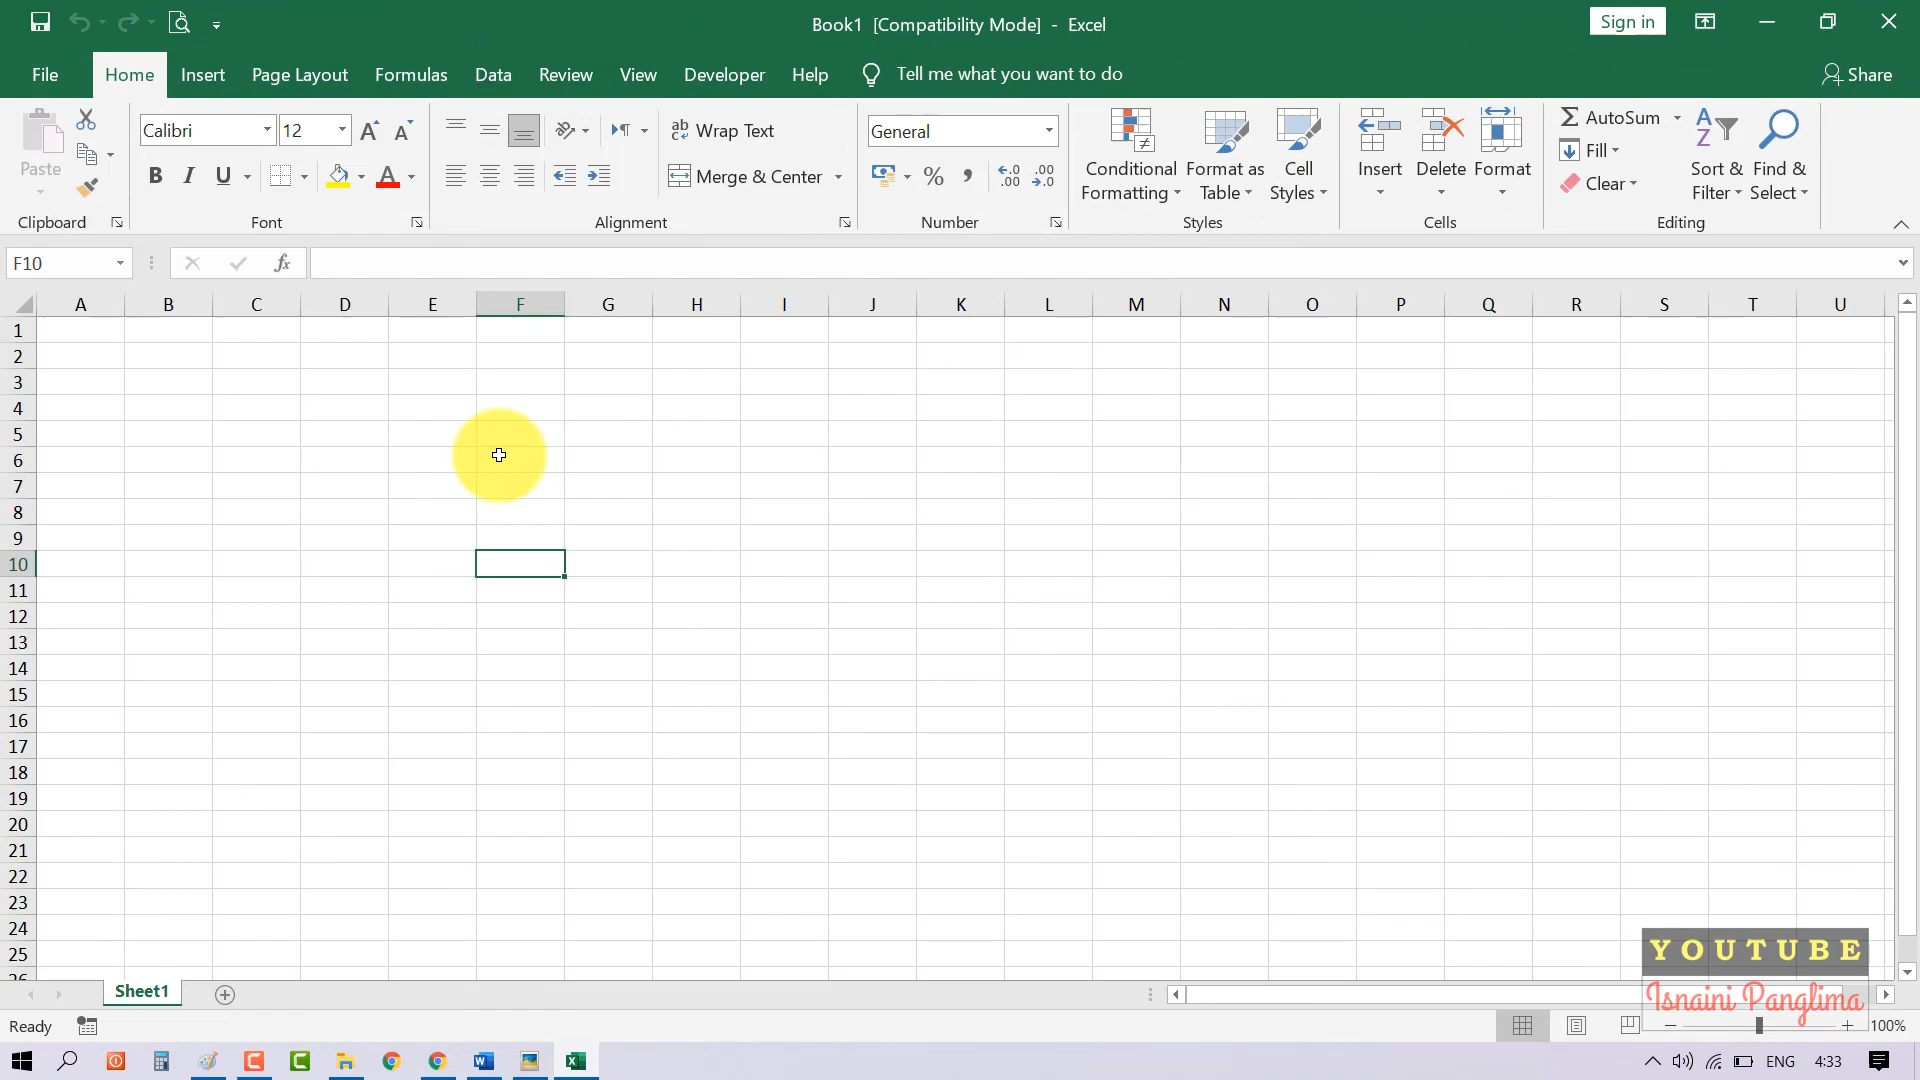 Book1 [Compatibility Mode] - Excel
Sign in
File Home Insert Page Layout Formulas Data Review View Developer Help Tell me what you want to do
Share
Paste
Clipboard
Calibri 12
B I U A
Font
Wrap Text
Merge & Center
Alignment
General
% , .00
Number
Conditional Formatting
Format as Table
Cell Styles
Styles
Insert Delete Format
Cells
AutoSum
Fill
Clear
Sort & Filter
Find & Select
Editing
F10 fx
A B C D E F G H I J K L M N O P Q R S T U
1
2
3
4
5
6
7
8
9
10
11
12
13
14
15
16
17
18
19
20
21
22
23
24
25
26
YOUTUBE
Isnaini Panglima
Sheet1
Ready
100%
ENG 4:33